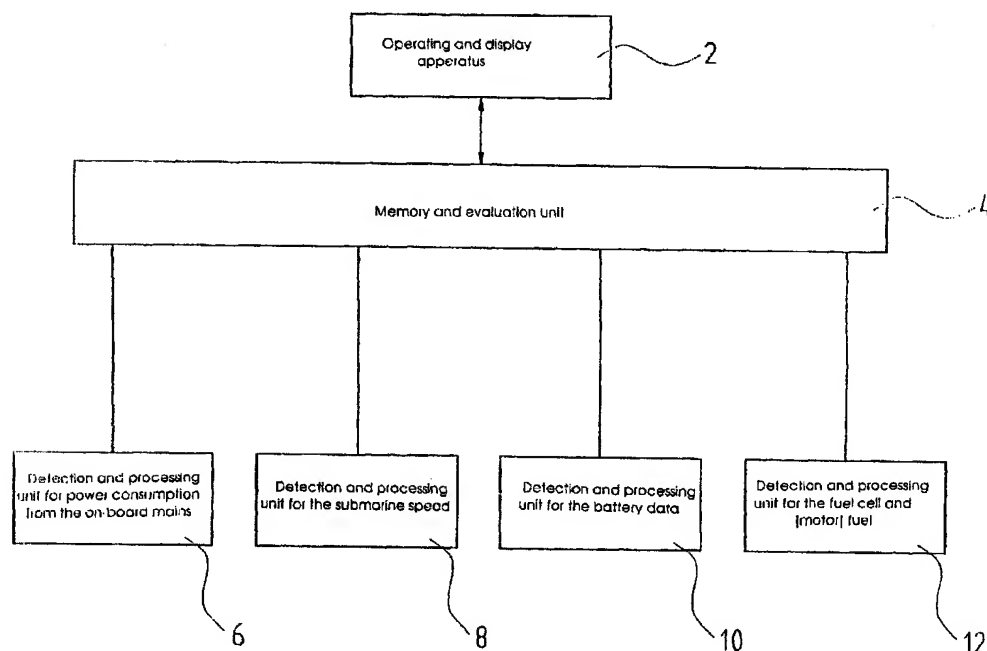 Operating and display
apparatus
2
Memory and evaluation unit
4
Detection and processing
unit for power consumption
from the on-board mains
Detection and processing
unit for the submarine speed
Detection and processing
unit for the battery data
Detection and processing
unit for the fuel cell and
[motor] fuel
6
8
10
12